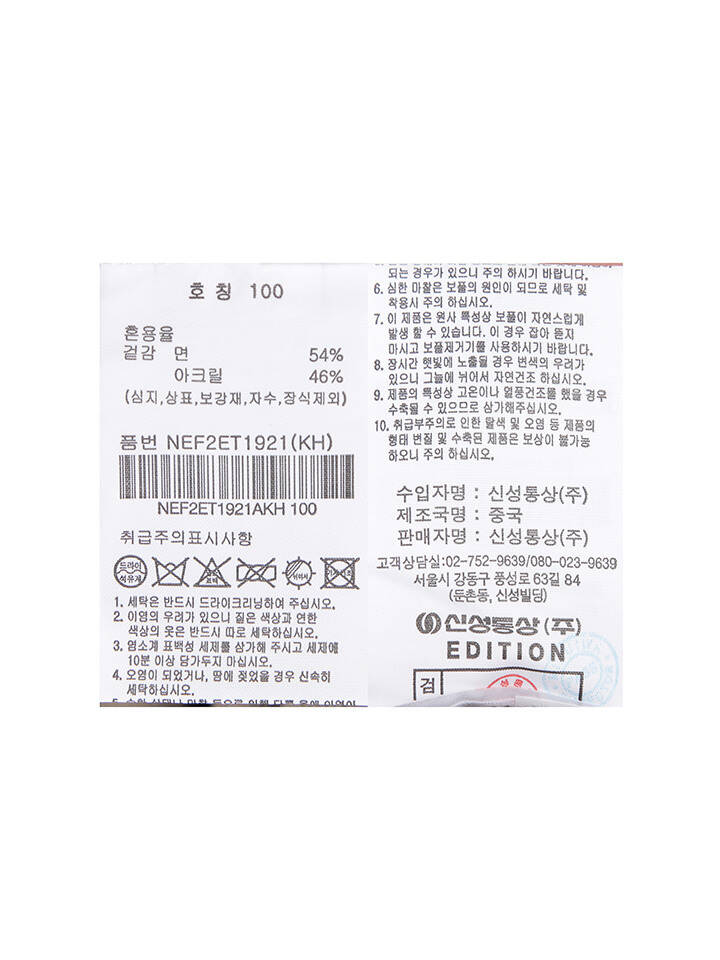 호 칭 100
혼용율
겉감 면 54%
아크릴 46%
(심지,상표,보강재,자수,장식제외)
품번 NEF2ET1921(KH)
NEF2ET1921AKH 100
취급주의표시사항
드라이
석유계
1. 세탁은 반드시 드라이크리닝하여 주십시오.
2. 이염의 우려가 있으니 짙은 색상과 연한
색상의 옷은 반드시 따로 세탁하십시오.
3. 염소계 표백성 세제를 삼가해 주시고 세제에
10분 이상 담가두지 마십시오.
4. 오염이 되었거나, 땀에 젖었을 경우 신속히
세탁하십시오.
되는 경우가 있으니 주의 하시기 바랍니다.
6. 심한 마찰은 보풀의 원인이 되므로 세탁 및
착용시 주의 하십시오.
7. 이 제품은 원사 특성상 보풀이 자연스럽게
발생 할 수 있습니다. 이 경우 잡아 뜯지
마시고 보풀제거기를 사용하시기 바랍니다.
8. 장시간 햇빛에 노출될 경우 변색의 우려가
있으니 그늘에 뉘어서 자연건조 하십시오.
9. 제품의 특성상 고온이나 열풍건조를 했을 경우
수축될 수 있으므로 삼가해주십시오.
10. 취급부주의로 인한 탈색 및 오염 등 제품의
형태 변질 및 수축된 제품은 보상이 불가능
하오니 주의 하십시오.
수입자명 : 신성통상(주)
제조국명 : 중국
판매자명 : 신성통상(주)
고객상담실:02-752-9639/080-023-9639
서울시 강동구 풍성로 63길 84
(둔촌동, 신성빌딩)
신성통상 (주)
EDITION
검